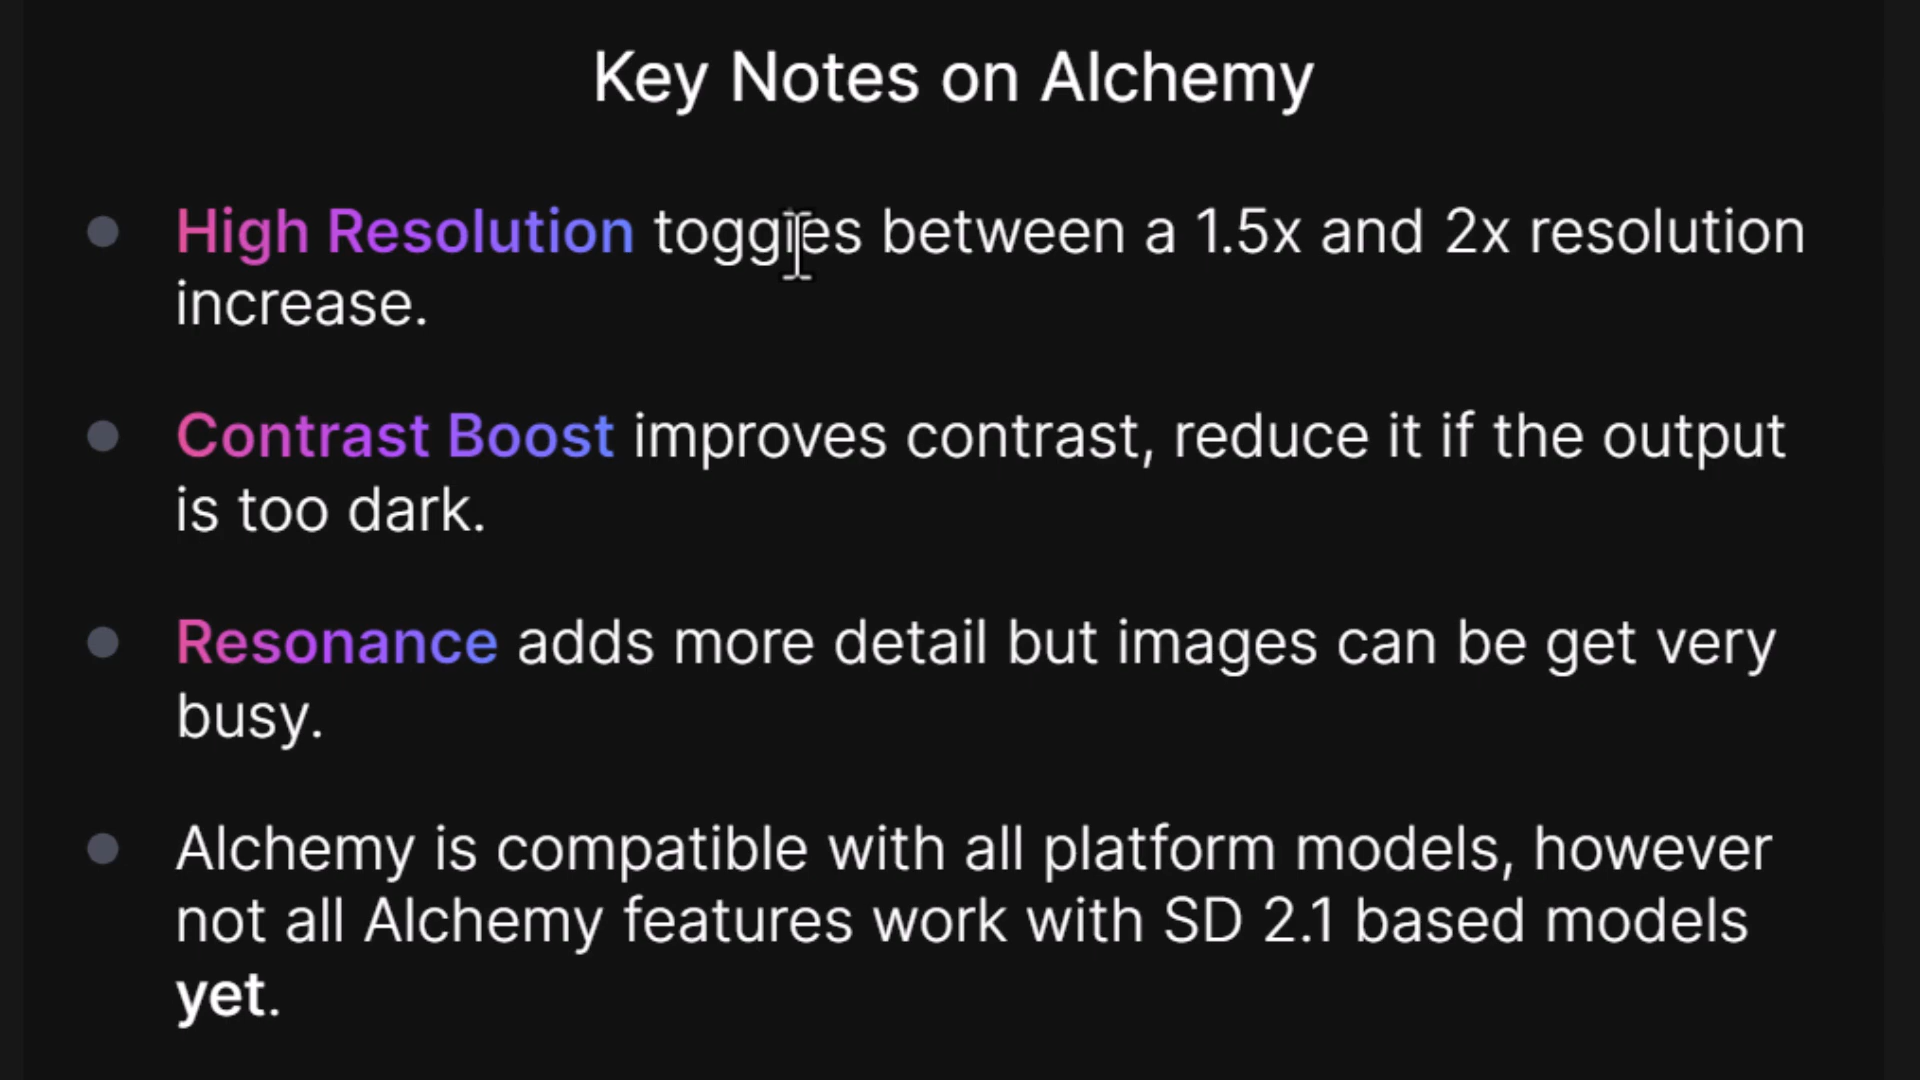 Key Notes on Alchemy
High Resolution toggles between a 1.5x and 2x resolution
increase.
Contrast Boost improves contrast, reduce it if the output
is too dark.
Resonance adds more detail but images can be get very
busy.
Alchemy is compatible with all platform models, however
not all Alchemy features work with SD 2.1 based models
yet.